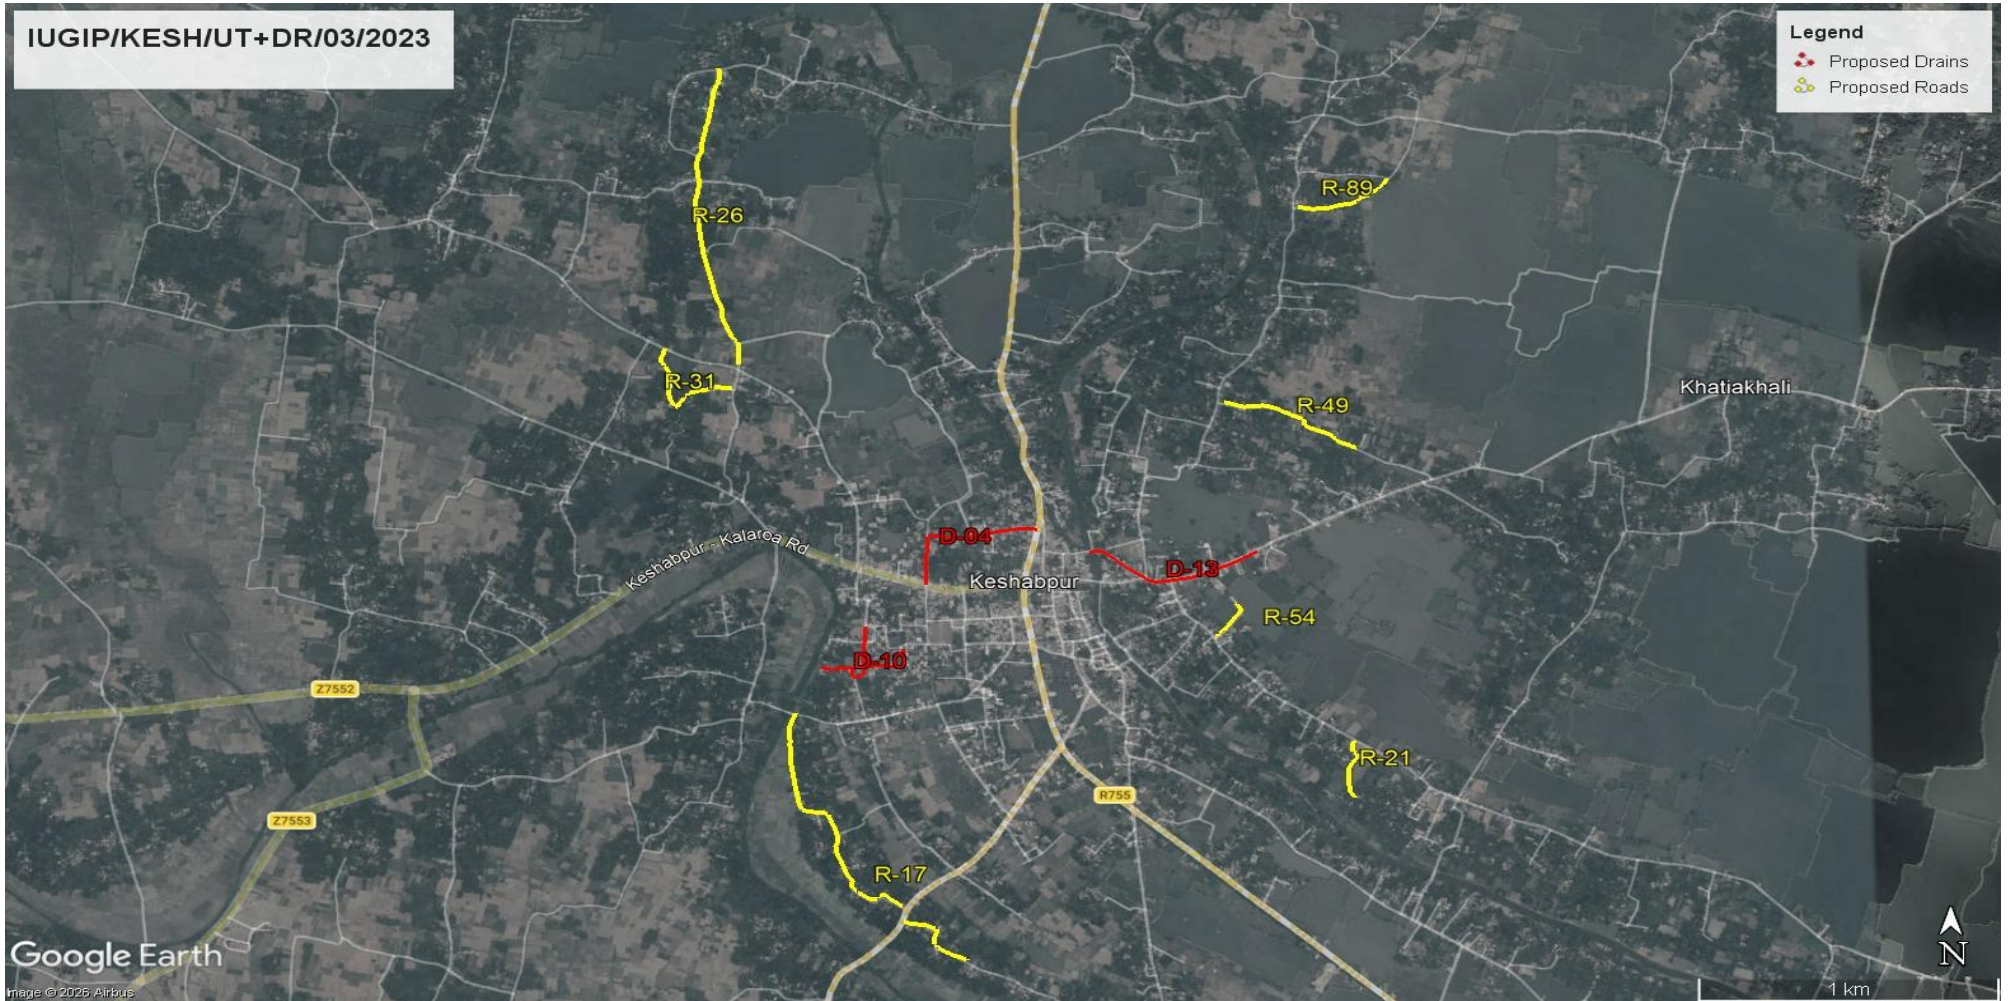 IUGIP/KESH/UT+DR/03/2023
Legend
Proposed Drains
Proposed Roads
R-89
R-26
R-31
Khatiakhali
R-49
D-04
Keshabpur - Kalaroa Rd
D-13
Keshabpur
R-54
D-10
Z7552
R-21
R755
Z7553
R-17
Google Earth
N
1 km
Image © 2026 Airbus